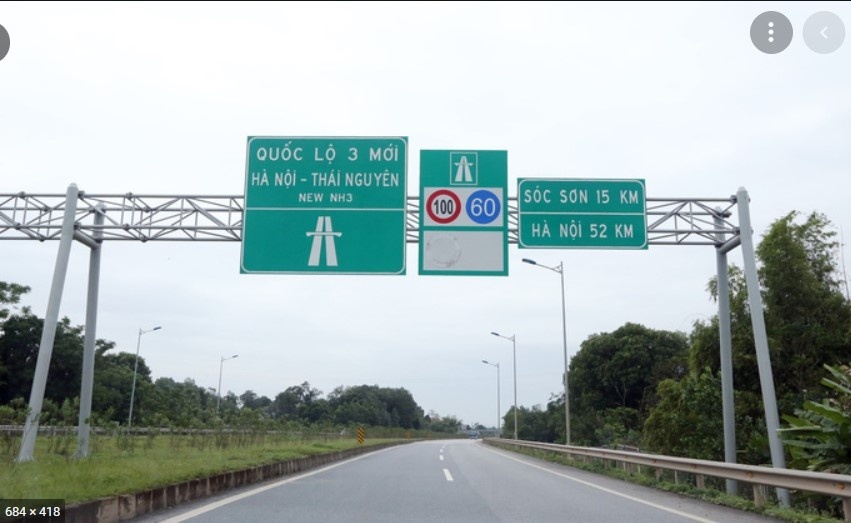 QUỐC LỘ 3 MỚI
HÀ NỘI - THÁI NGUYÊN
NEW NH3
100 60
SÓC SƠN 15 KM
HÀ NỘI 52 KM
684 × 418